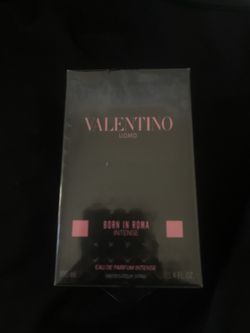 VALENTINO
UOMO
BORN IN ROMA
INTENSE
EAU DE PARFUM INTENSE